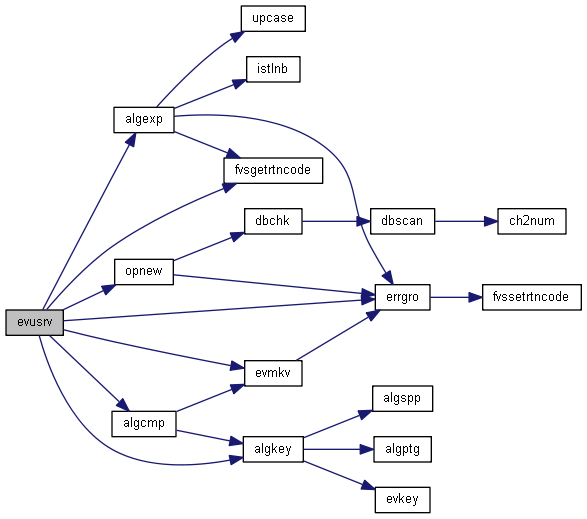 upcase
istlnb
algexp
fvsgetrtncode
dbchk
dbscan
ch2num
opnew
errgro
fvssetrtncode
evusrv
evmkv
algcmp
algspp
algkey
algptg
evkey